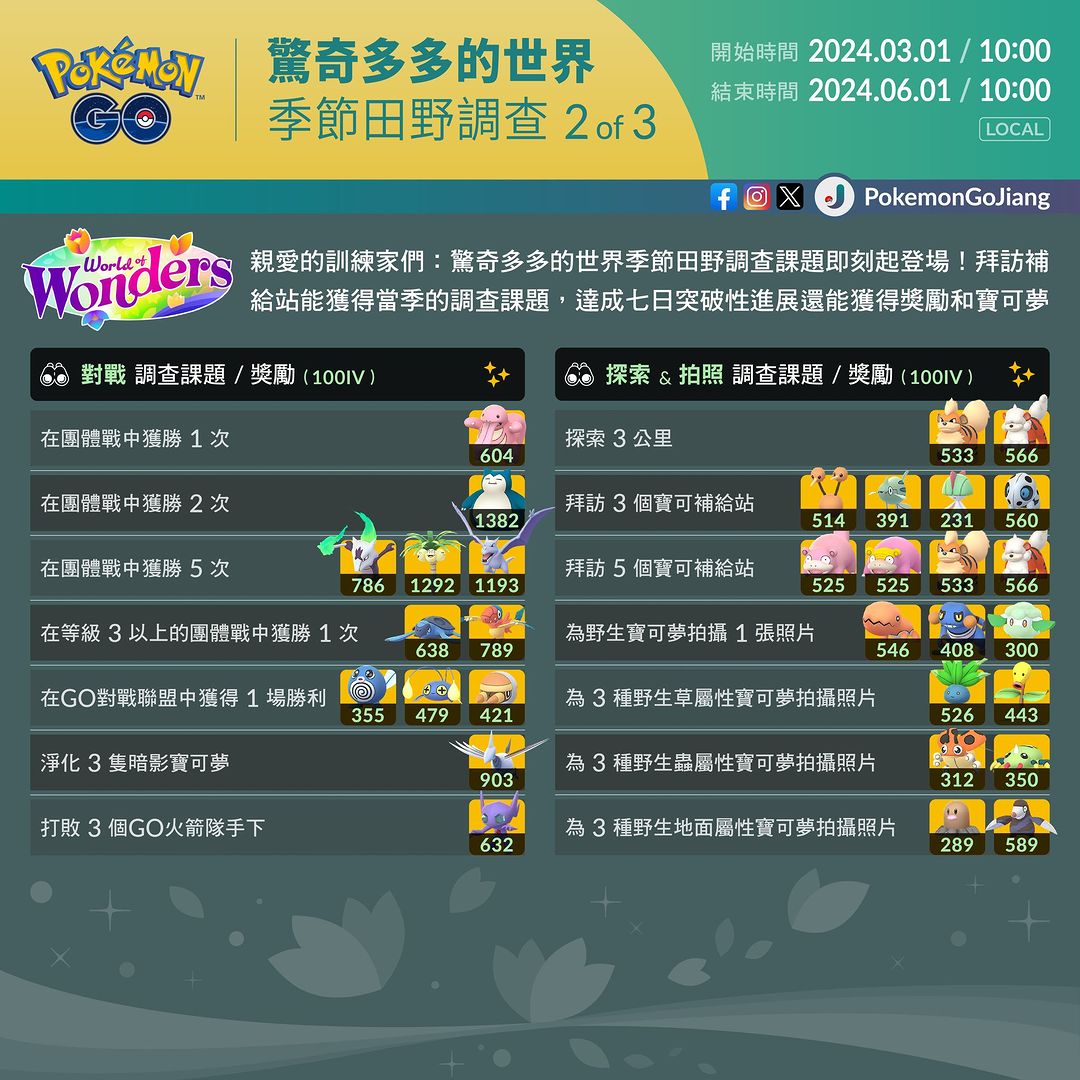 POKÉMON GO TM
驚奇多多的世界
季節田野調查 2 of 3
開始時間 2024.03.01 / 10:00
結束時間 2024.06.01 / 10:00
LOCAL
PokemonGoJiang
World of Wonders
親愛的訓練家們：驚奇多多的世界季節田野調查課題即刻起登場！拜訪補
給站能獲得當季的調查課題，達成七日突破性進展還能獲得獎勵和寶可夢
對戰 調查課題 / 獎勵 (100IV)
在團體戰中獲勝 1 次 604
在團體戰中獲勝 2 次 1382
在團體戰中獲勝 5 次 786 1292 1193
在等級 3 以上的團體戰中獲勝 1 次 638 789
在GO對戰聯盟中獲得 1 場勝利 355 479 421
淨化 3 隻暗影寶可夢 903
打敗 3 個GO火箭隊手下 632
探索 & 拍照 調查課題 / 獎勵 (100IV)
探索 3 公里 533 566
拜訪 3 個寶可補給站 514 391 231 560
拜訪 5 個寶可補給站 525 525 533 566
為野生寶可夢拍攝 1 張照片 546 408 300
為 3 種野生草屬性寶可夢拍攝照片 526 443
為 3 種野生蟲屬性寶可夢拍攝照片 312 350
為 3 種野生地面屬性寶可夢拍攝照片 289 589